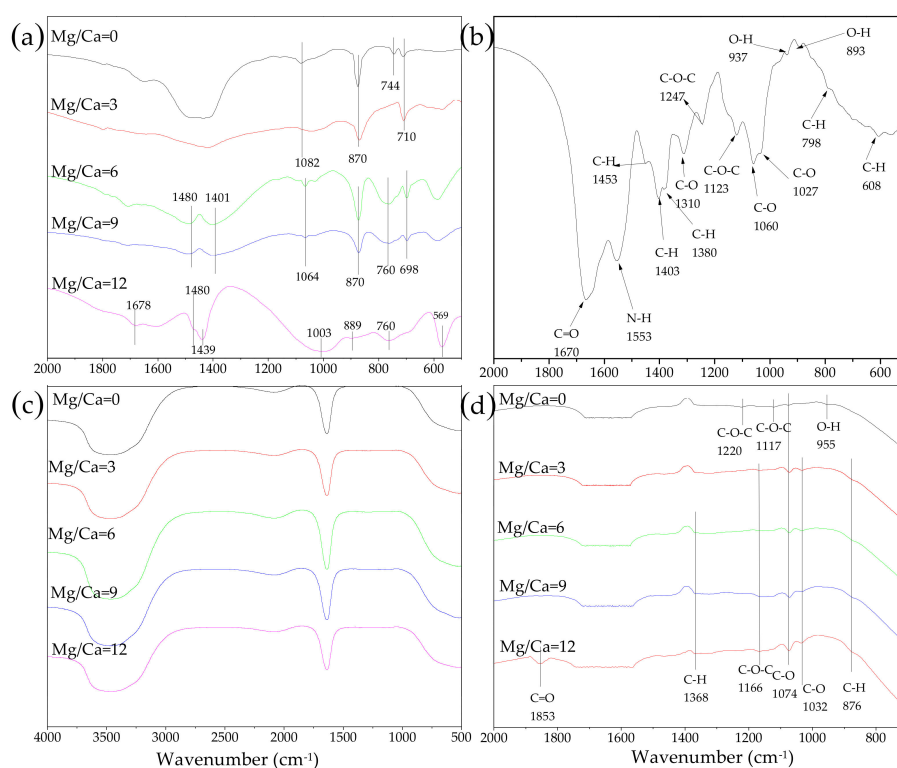 (a)
Mg/Ca=0
744
Mg/Ca=3
710
1082
870
Mg/Ca=6
1480
1401
Mg/Ca=9
1064
870
760
698
Mg/Ca=12
1678
1480
1439
1003
889
760
569
2000
1800
1600
1400
1200
1000
800
600
500
(b)
O-H
937
O-H
893
C-O-C
1247
C-H
798
C-H
1453
C-O
1310
C-O-C
1123
C-O
1027
C-H
608
C-O
1060
C-H
1380
C-H
1403
N-H
1553
C=O
1670
2000
1800
1600
1400
1200
1000
800
600
(c)
Mg/Ca=0
Mg/Ca=3
Mg/Ca=6
Mg/Ca=9
Mg/Ca=12
4000
3500
3000
2500
2000
1500
1000
500
Wavenumber (cm⁻¹)
(d)
Mg/Ca=0
C-O-C
1220
C-O-C
1117
O-H
955
Mg/Ca=3
Mg/Ca=6
Mg/Ca=9
Mg/Ca=12
C=O
1853
C-H
1368
C-O-C
1166
C-O
1074
C-O
1032
C-H
876
2000
1800
1600
1400
1200
1000
800
Wavenumber (cm⁻¹)